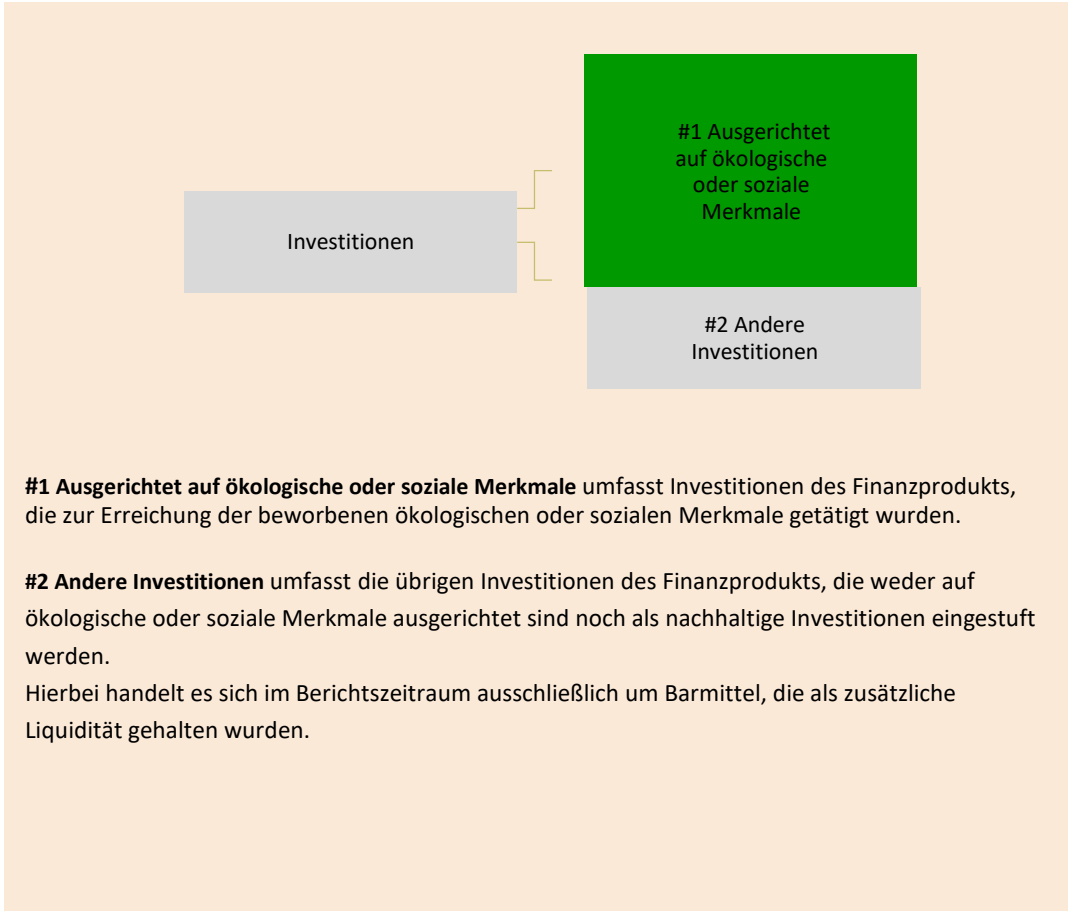 #1 Ausgerichtet
auf ökologische
oder soziale
Merkmale
Investitionen
#2 Andere
Investitionen
#1 Ausgerichtet auf ökologische oder soziale Merkmale umfasst Investitionen des Finanzprodukts,
die zur Erreichung der beworbenen ökologischen oder sozialen Merkmale getätigt wurden.
#2 Andere Investitionen umfasst die übrigen Investitionen des Finanzprodukts, die weder auf
ökologische oder soziale Merkmale ausgerichtet sind noch als nachhaltige Investitionen eingestuft
werden.
Hierbei handelt es sich im Berichtszeitraum ausschließlich um Barmittel, die als zusätzliche
Liquidität gehalten wurden.